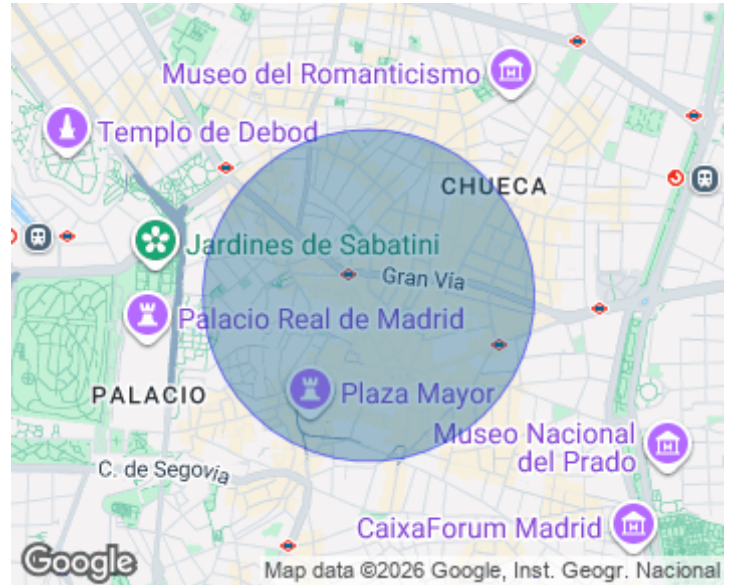 Museo del Romanticismo
Templo de Debod
CHUECA
Jardines de Sabatini
Gran Vía
Palacio Real de Madrid
PALACIO
Plaza Mayor
Museo Nacional
del Prado
C. de Segovia
CaixaForum Madrid
Google
Map data ©2026 Google, Inst. Geogr. Nacional